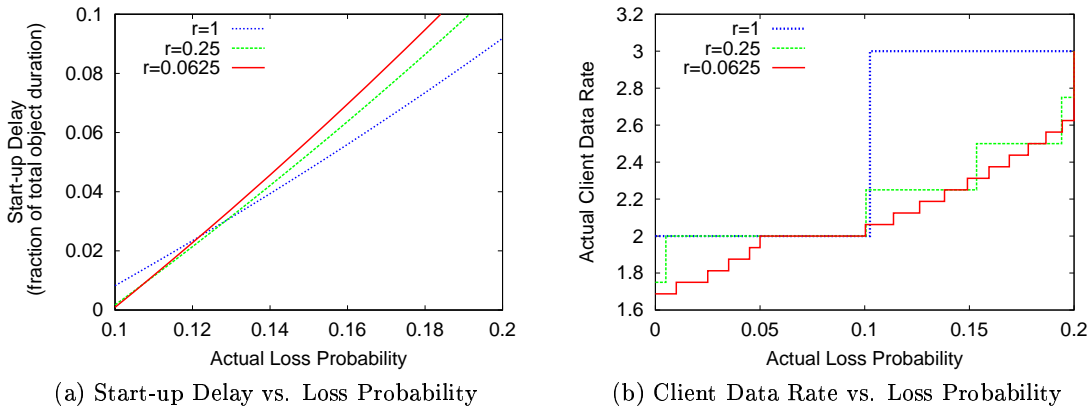 0.1
0.08
0.06
0.04
0.02
0
0.1
0.12
0.14
0.16
0.18
0.2
Start-up Delay
(fraction of total object duration)
Actual Loss Probability
r=1
r=0.25
r=0.0625
(a) Start-up Delay vs. Loss Probability
3.2
3
2.8
2.6
2.4
2.2
2
1.8
1.6
0
0.05
0.1
0.15
0.2
Actual Client Data Rate
Actual Loss Probability
r=1
r=0.25
r=0.0625
(b) Client Data Rate vs. Loss Probability